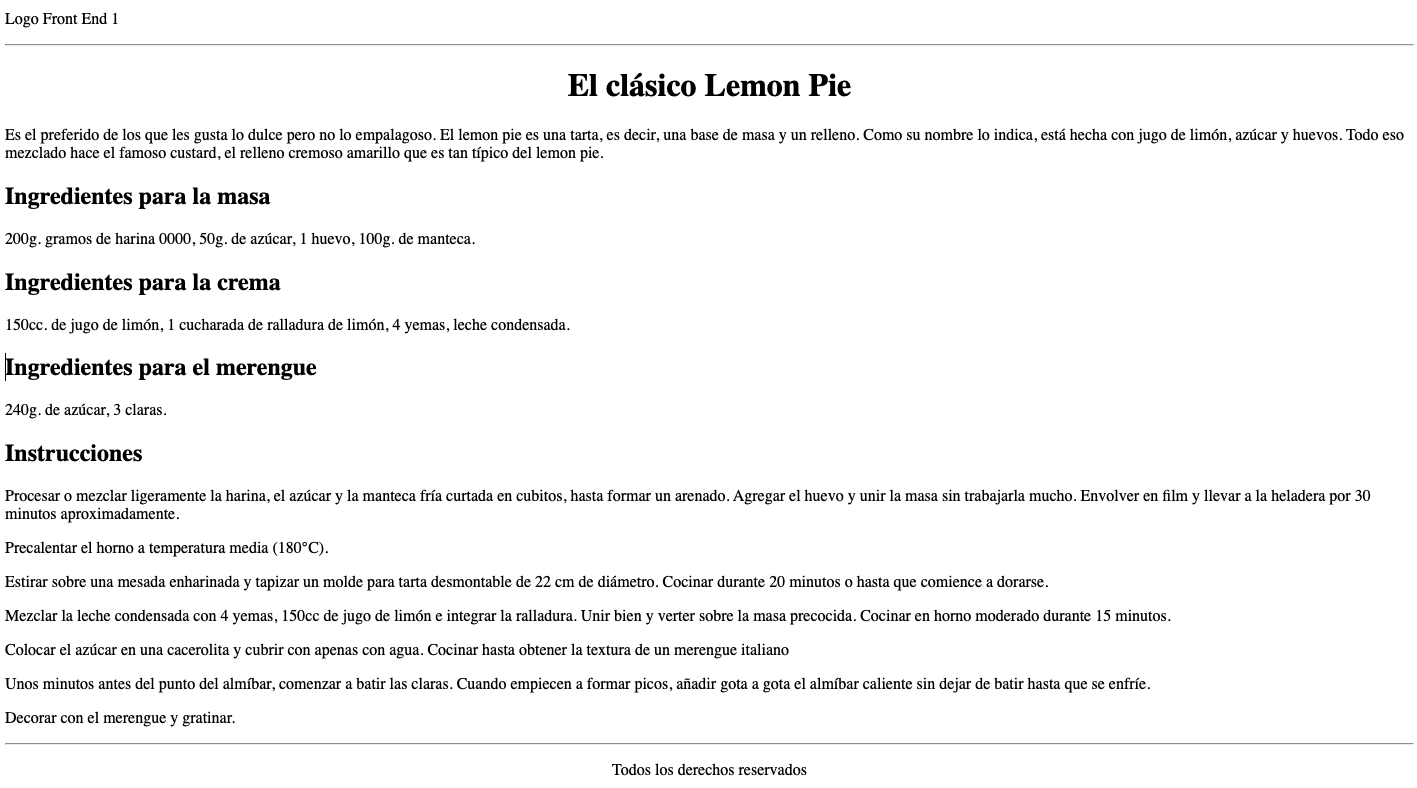 Logo Front End 1
El clásico Lemon Pie
Es el preferido de los que les gusta lo dulce pero no lo empalagoso. El lemon pie es una tarta, es decir, una base de masa y un relleno. Como su nombre lo indica, está hecha con jugo de limón, azúcar y huevos. Todo eso
mezclado hace el famoso custard, el relleno cremoso amarillo que es tan típico del lemon pie.
Ingredientes para la masa
200g. gramos de harina 0000, 50g. de azúcar, 1 huevo, 100g. de manteca.
Ingredientes para la crema
150cc. de jugo de limón, 1 cucharada de ralladura de limón, 4 yemas, leche condensada.
Ingredientes para el merengue
240g. de azúcar, 3 claras.
Instrucciones
Procesar o mezclar ligeramente la harina, el azúcar y la manteca fría curtada en cubitos, hasta formar un arenado. Agregar el huevo y unir la masa sin trabajarla mucho. Envolver en film y llevar a la heladera por 30
minutos aproximadamente.
Precalentar el horno a temperatura media (180°C).
Estirar sobre una mesada enharinada y tapizar un molde para tarta desmontable de 22 cm de diámetro. Cocinar durante 20 minutos o hasta que comience a dorarse.
Mezclar la leche condensada con 4 yemas, 150cc de jugo de limón e integrar la ralladura. Unir bien y verter sobre la masa precocida. Cocinar en horno moderado durante 15 minutos.
Colocar el azúcar en una cacerolita y cubrir con apenas con agua. Cocinar hasta obtener la textura de un merengue italiano
Unos minutos antes del punto del almíbar, comenzar a batir las claras. Cuando empiecen a formar picos, añadir gota a gota el almíbar caliente sin dejar de batir hasta que se enfríe.
Decorar con el merengue y gratinar.
Todos los derechos reservados